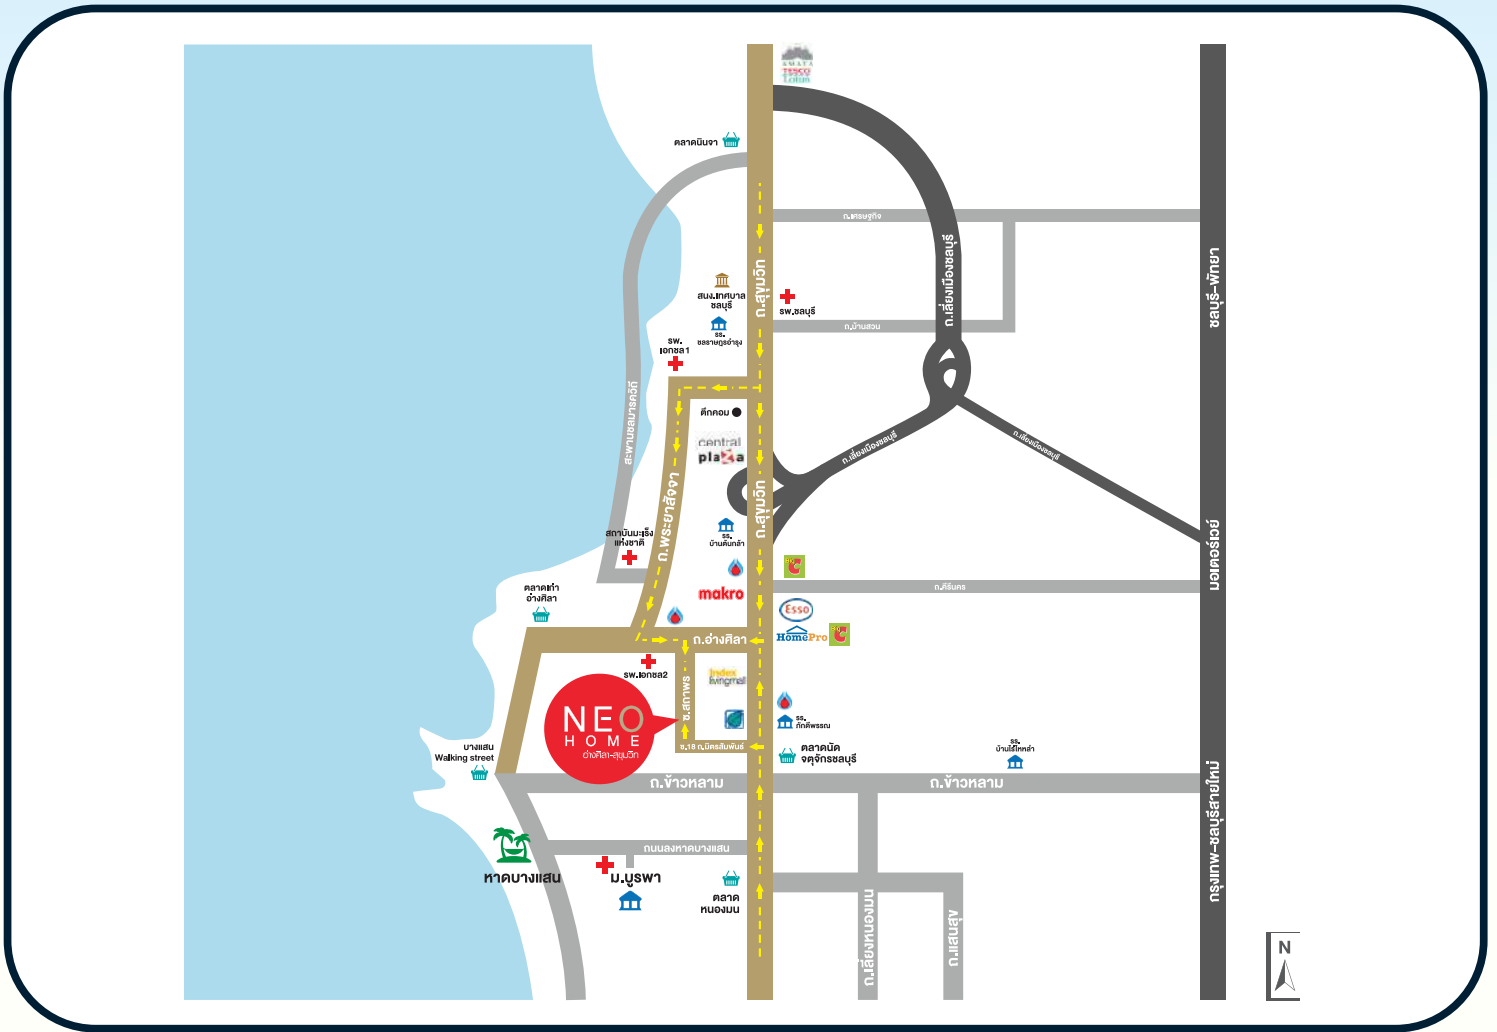 AMATA
TESCO
Lotus
ตลาดนินจา
ถ.เศรษฐกิจ
ถ.สุขุมวิท
ถ.เลี่ยงเมืองชลบุรี
ชลบุรี-พัทยา
สนง.เทศบาล
ชลบุรี
รพ.ชลบุรี
รร.
ชลราษฎรอำรุง
ถ.บ้านสวน
รพ.
เอกชล1
สะพานชลมารควิถี
ตึกคอม
central
plaza
ถ.เลี่ยงเมืองชลบุรี
ถ.เลี่ยงเมืองชลบุรี
ถ.พระยาสัจจา
ถ.สุขุมวิท
สถาบันมะเร็ง
แห่งชาติ
รร.
บ้านต้นกล้า
มอเตอร์เวย์
Big C
makro
ถ.คีรีนคร
ตลาดเก่า
อ่างศิลา
Esso
HomePro
Big C
ถ.อ่างศิลา
รพ.เอกชล2
ซ.สถาพร
index
livingmall
NEO
HOME
อ่างศิลา-สุขุมวิท
รร.
ภักดีพรรณ
ซ.18 ถ.มิตรสัมพันธ์
ตลาดนัด
จตุจักรชลบุรี
รร.
บ้านไร่ไหหลำ
บางแสน
Walking street
ถ.ข้าวหลาม
ถ.ข้าวหลาม
กรุงเทพ-ชลบุรีสายใหม่
ถนนลงหาดบางแสน
หาดบางแสน
ม.บูรพา
ตลาด
หนองมน
ถ.เลี่ยงหนองมน
ถ.แสนสุข
N